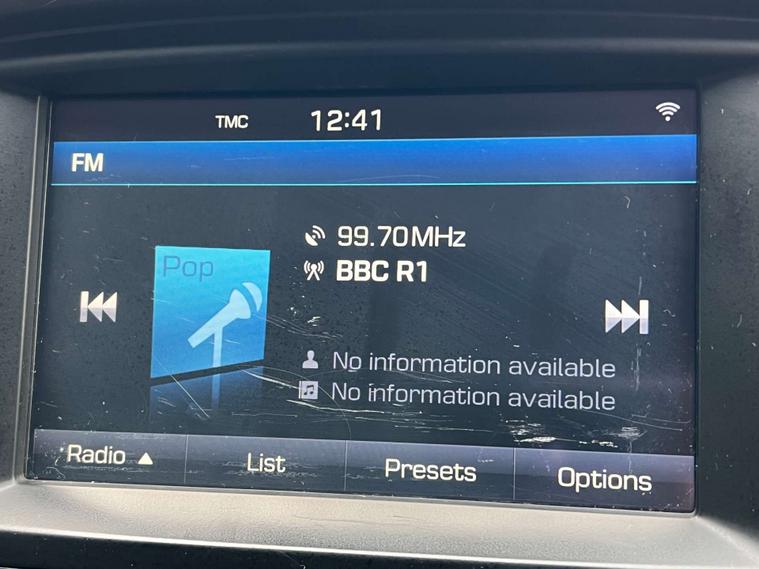 TMC 12:41
FM
99.70MHz
BBC R1
Pop
No information available
No information available
Radio ▲ List Presets Options